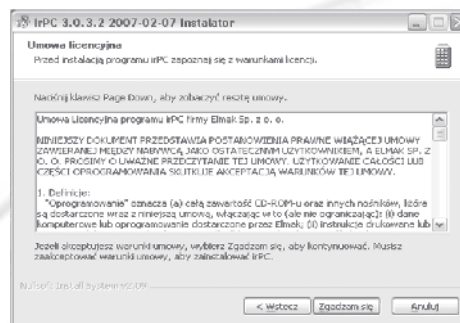 irPC 3.0.3.2 2007-02-07 Instalator
Umowa licencyjna
Przed instalacją programu irPC zapoznaj się z warunkami licencji.
Naciśnij klawisz Page Down, aby zobaczyć resztę umowy.
Umowa Licencyjna programu irPC firmy Elmak Sp. z o. o.
NINIEJSZY DOKUMENT PRZEDSTAWIA POSTANOWIENIA PRAWNE WIĄŻĄCEJ UMOWY
ZAWIERANEJ MIĘDZY NABYWCĄ JAKO OSTATECZNYM UŻYTKOWNIKIEM, A ELMAK SP. Z
O. O. PROSIMY O UWAŻNE PRZECZYTANIE TEJ UMOWY. UŻYTKOWANIE CAŁOŚCI LUB
CZĘŚCI OPROGRAMOWANIA SKUTKUJE AKCEPTACJĄ WARUNKÓW TEJ UMOWY.
1. Definicje:
"Oprogramowanie" oznacza (a) całą zawartość CD-ROM-u oraz innych nośników, które
są dostarczone wraz z niniejszą umową, włączając w to (ale nie ograniczając): (i) dane
komputerowe lub oprogramowanie dostarczone przez Elmak; (ii) instrukcje drukowane lub
Jeżeli akceptujesz warunki umowy, wybierz Zgadzam się, aby kontynuować. Musisz
zaakceptować warunki umowy, aby zainstalować irPC.
Nullsoft Install System v2.09
< Wstecz
Zgadzam się
Anuluj